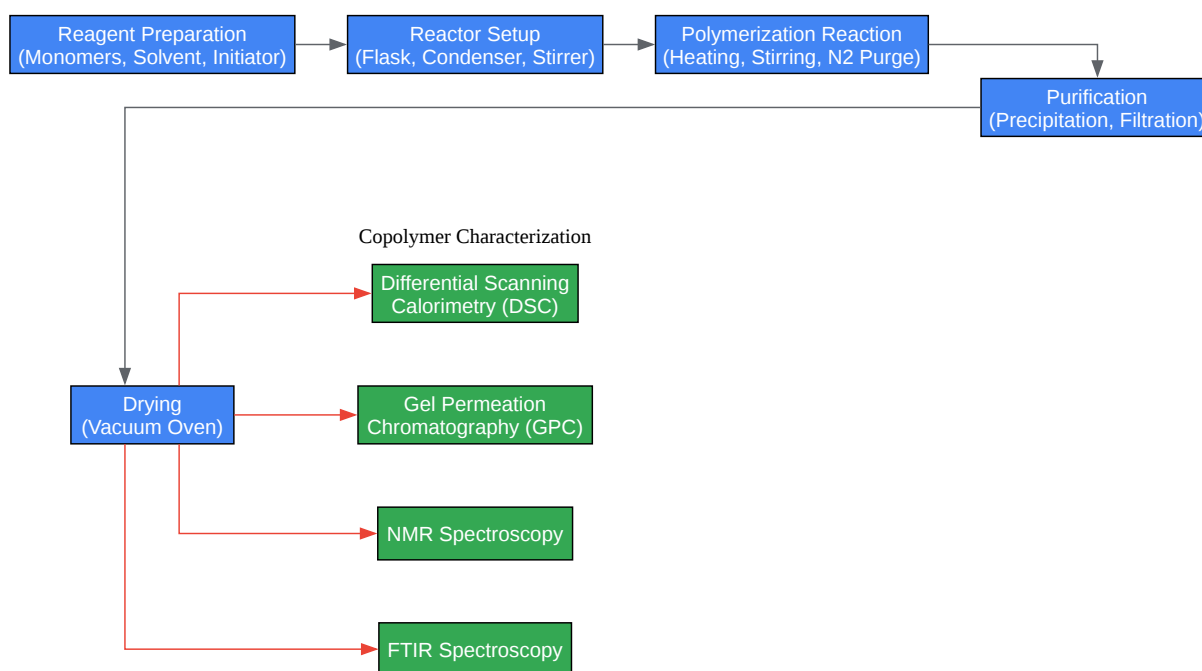 Reagent Preparation
(Monomers, Solvent, Initiator)
Reactor Setup
(Flask, Condenser, Stirrer)
Polymerization Reaction
(Heating, Stirring, N2 Purge)
Purification
(Precipitation, Filtration)
Copolymer Characterization
Differential Scanning
Calorimetry (DSC)
Drying
(Vacuum Oven)
Gel Permeation
Chromatography (GPC)
NMR Spectroscopy
FTIR Spectroscopy